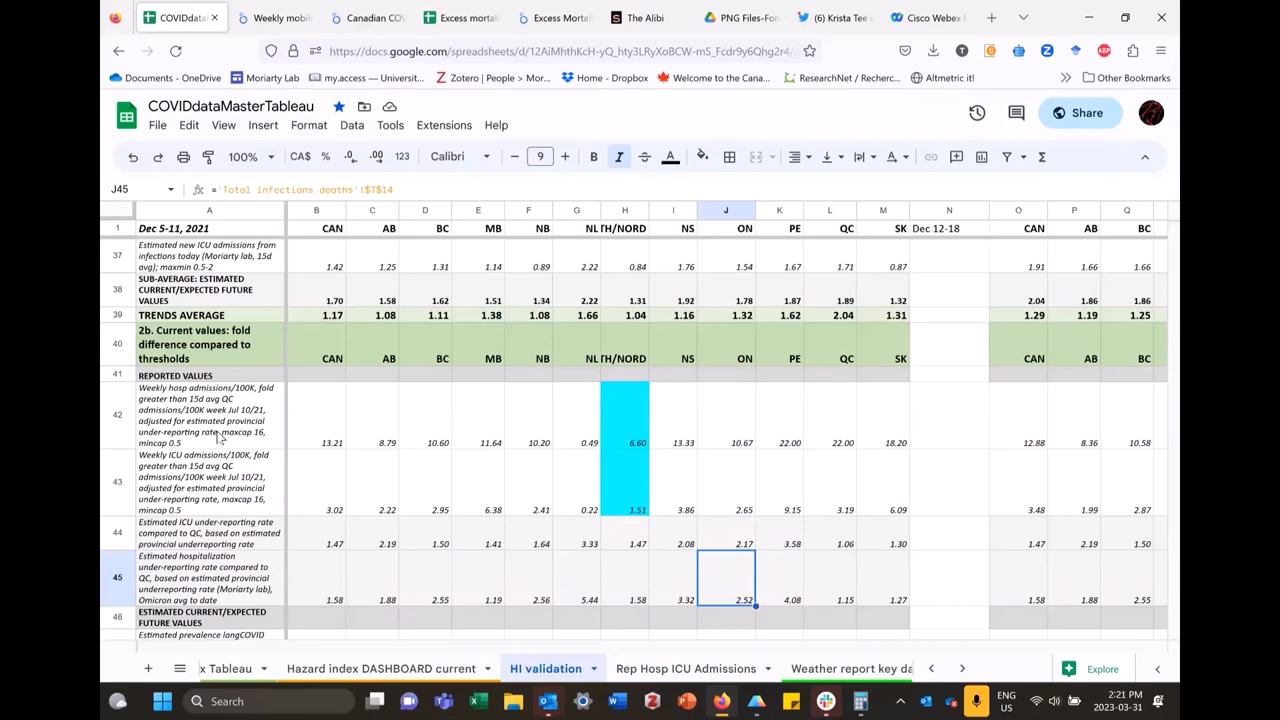 COVIDdat
Weekly mobil
Canadian CO
Excess mortal
Excess Mortal
The Alibi
PNG Files-For
(6) Krista Tee
Cisco Webex
https://docs.google.com/spreadsheets/d/12AiMhthKcH-yQ_hty3LRyXoBCW-mS_Fcdr9y6Qhg2r4/
Documents - OneDrive
Moriarty Lab
my.access — Universit...
Zotero | People > Mor...
Home - Dropbox
Welcome to the Cana...
ResearchNet / Recherc...
Altmetric it!
Other Bookmarks
COVIDdataMasterTableau
File Edit View Insert Format Data Tools Extensions Help
Share
100% CA$ % .0 .00 123 Calibri 9 B I A
J45 fx ='Total infections deaths'!$T$14
A B C D E F G H I J K L M N O P Q
1 Dec 5-11, 2021 CAN AB BC MB NB NL TH/NORD NS ON PE QC SK Dec 12-18 CAN AB BC
37 Estimated new ICU admissions from
infections today (Moriarty lab, 15d
avg); maxmin 0.5-2 1.42 1.25 1.31 1.14 0.89 2.22 0.84 1.76 1.54 1.67 1.71 0.87 1.91 1.66 1.66
38 SUB-AVERAGE: ESTIMATED
CURRENT/EXPECTED FUTURE
VALUES 1.70 1.58 1.62 1.51 1.34 2.22 1.31 1.92 1.78 1.87 1.89 1.32 2.04 1.86 1.86
39 TRENDS AVERAGE 1.17 1.08 1.11 1.38 1.08 1.66 1.04 1.16 1.32 1.62 2.04 1.31 1.29 1.19 1.25
40 2b. Current values: fold
difference compared to
thresholds CAN AB BC MB NB NL TH/NORD NS ON PE QC SK CAN AB BC
41 REPORTED VALUES
42 Weekly hosp admissions/100K, fold
greater than 15d avg QC
admissions/100K week Jul 10/21,
adjusted for estimated provincial
under-reporting rate, maxcap 16,
mincap 0.5 13.21 8.79 10.60 11.64 10.20 0.49 6.60 13.33 10.67 22.00 22.00 18.20 12.88 8.36 10.58
43 Weekly ICU admissions/100K, fold
greater than 15d avg QC
admissions/100K week Jul 10/21,
adjusted for estimated provincial
under-reporting rate, maxcap 16,
mincap 0.5 3.02 2.22 2.95 6.38 2.41 0.22 1.51 3.86 2.65 9.15 3.19 6.09 3.48 1.99 2.87
44 Estimated ICU under-reporting rate
compared to QC, based on estimated
provincial underreporting rate 1.47 2.19 1.50 1.41 1.64 3.33 1.47 2.08 2.17 3.58 1.06 1.30 1.47 2.19 1.50
45 Estimated hospitalization
under-reporting rate compared to
QC, based on estimated provincial
underreporting rate (Moriarty lab),
Omicron avg to date 1.58 1.88 2.55 1.19 2.56 5.44 1.58 3.32 2.52 4.08 1.15 1.27 1.58 1.88 2.55
46 ESTIMATED CURRENT/EXPECTED
FUTURE VALUES
Estimated prevalence longCOVID
x Tableau
Hazard index DASHBOARD current
HI validation
Rep Hosp ICU Admissions
Weather report key da
Explore
Search
ENG
US
2:21 PM
2023-03-31